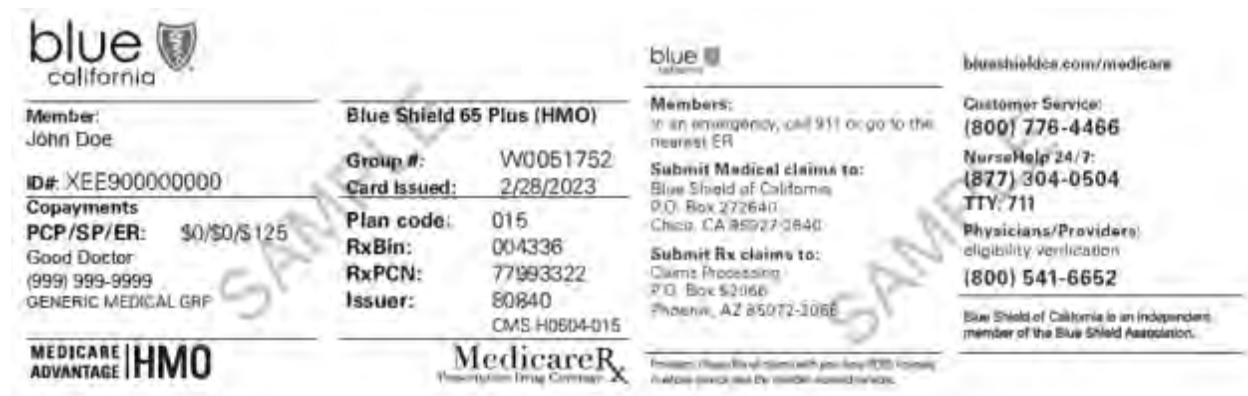 blue
california
Member:
John Doe
ID#: XEE900000000
Copayments
PCP/SP/ER: $0/$0/$125
Good Doctor
(999) 999-9999
GENERIC MEDICAL GRP
MEDICARE
ADVANTAGE HMO
Blue Shield 65 Plus (HMO)
Group #: W0051752
Card Issued: 2/28/2023
Plan code: 015
RxBin: 004336
RxPCN: 77993322
Issuer: 80840
CMS-H0504-015
MedicareRx
Prescription Drug Coverage
SAMPLE
blue
california
Members:
In an emergency, call 911 or go to the
nearest ER
Submit Medical claims to:
Blue Shield of California
P.O. Box 272640
Chico, CA 95927-2640
Submit Rx claims to:
Claims Processing
P.O. Box 52066
Phoenix, AZ 85072-2066
blueshieldca.com/medicare
Customer Service:
(800) 776-4466
NurseHelp 24/7:
(877) 304-0504
TTY: 711
Physicians/Providers:
eligibility verification
(800) 541-6652
Blue Shield of California is an independent
member of the Blue Shield Association.
SAMPLE